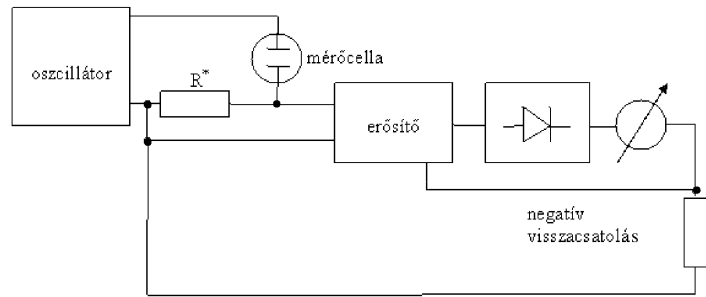 oszcillátor
R*
mérőcella
erősítő
negatív
visszacsatolás